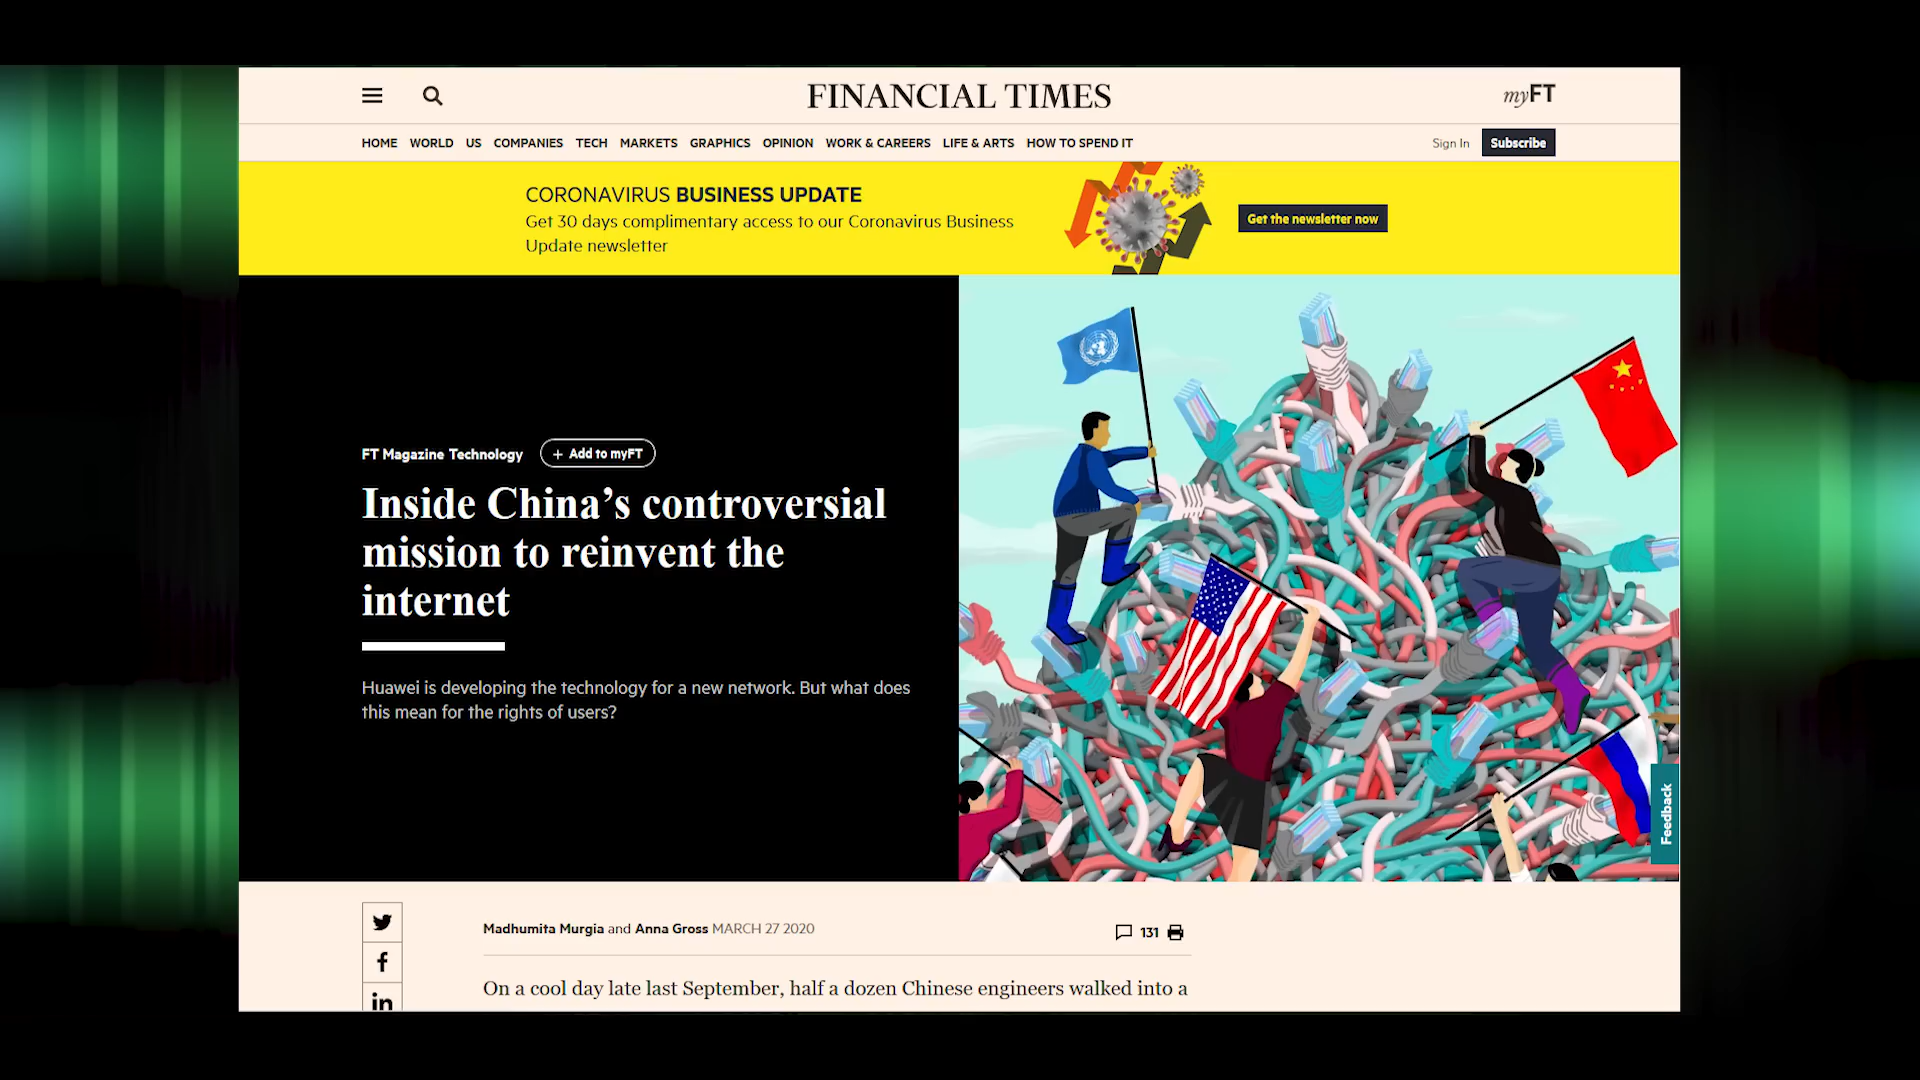 FINANCIAL TIMES
myFT
HOME WORLD US COMPANIES TECH MARKETS GRAPHICS OPINION WORK & CAREERS LIFE & ARTS HOW TO SPEND IT
Sign In Subscribe
CORONAVIRUS BUSINESS UPDATE
Get 30 days complimentary access to our Coronavirus Business
Update newsletter
Get the newsletter now
FT Magazine Technology + Add to myFT
Inside China’s controversial
mission to reinvent the
internet
Huawei is developing the technology for a new network. But what does
this mean for the rights of users?
Feedback
Madhumita Murgia and Anna Gross MARCH 27 2020
131
On a cool day late last September, half a dozen Chinese engineers walked into a